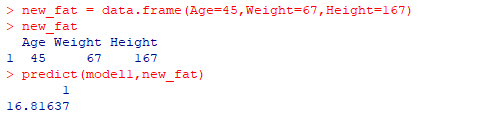 > new_fat = data.frame(Age=45,Weight=67,Height=167)
> new_fat
  Age Weight Height
1  45     67    167
> predict(model1,new_fat)
       1
16.81637